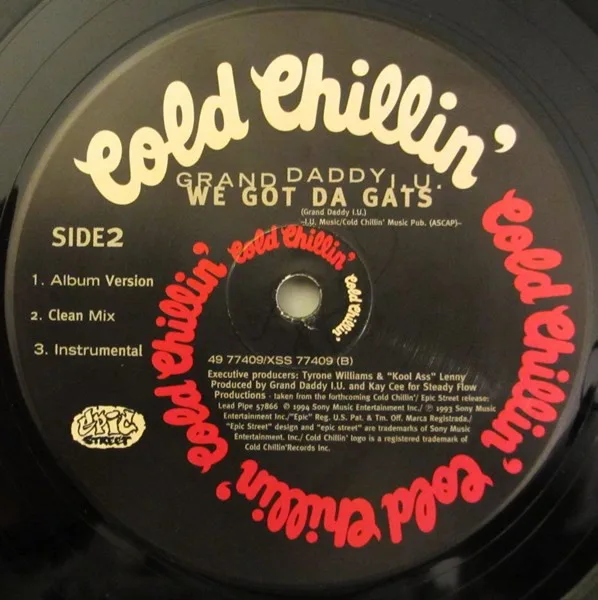 Cold Chillin'
GRAND DADDY I.U.
WE GOT DA GATS
(Grand Daddy I.U.)
–I.U. Music/Cold Chillin' Music Pub. (ASCAP)–
SIDE2
1. Album Version
2. Clean Mix
3. Instrumental
Cold Chillin'
Cold Chillin'
Cold Chillin'
Cold Chillin'
Cold Chillin'
Cold Chillin'
49 77409/XSS 77409 (B)
Executive producers: Tyrone Williams & "Kool Ass" Lenny
Produced by Grand Daddy I.U. and Kay Cee for Steady Flow
Productions - taken from the forthcoming Cold Chillin'/ Epic Street release:
Lead Pipe 57866 © 1994 Sony Music Entertainment Inc./ ℗ 1993 Sony Music
Entertainment Inc./"Epic" Reg. U.S. Pat. & Tm. Off. Marca Registrada./
"Epic Street" design and "epic street" are trademarks of Sony Music
Entertainment. Inc./ Cold Chillin' logo is a registered trademark of
Cold Chillin'Records Inc.
EPIC
STREET